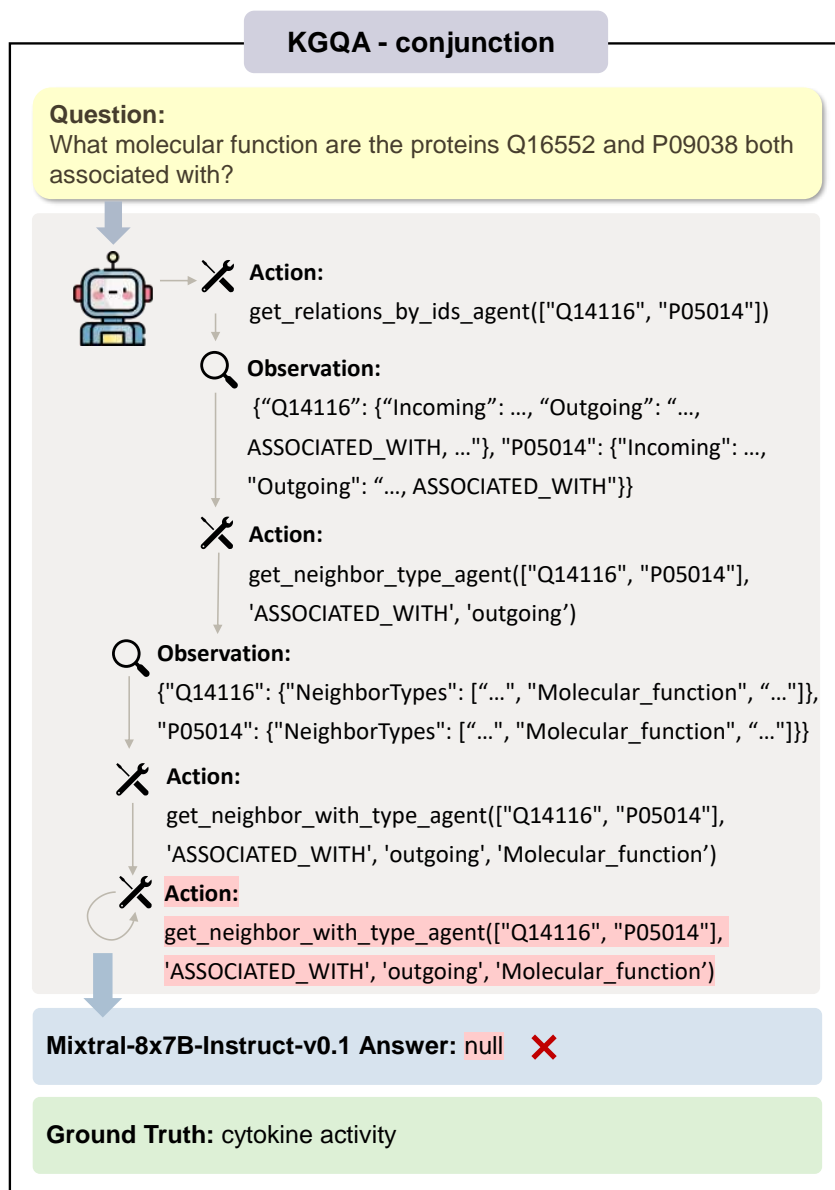 KGQA - conjunction
Question:
What molecular function are the proteins Q16552 and P09038 both
associated with?
Action:
get_relations_by_ids_agent(["Q14116", "P05014"])
Observation:
{“Q14116”: {“Incoming”: …, “Outgoing”: “…,
ASSOCIATED_WITH, …"}, "P05014": {"Incoming": …,
"Outgoing": “…, ASSOCIATED_WITH"}}
Action:
get_neighbor_type_agent(["Q14116", "P05014"],
'ASSOCIATED_WITH', 'outgoing’)
Observation:
{"Q14116": {"NeighborTypes": [“…", "Molecular_function", “…"]},
"P05014": {"NeighborTypes": [“…", "Molecular_function", “…"]}}
Action:
get_neighbor_with_type_agent(["Q14116", "P05014"],
'ASSOCIATED_WITH', 'outgoing', 'Molecular_function’)
Action:
get_neighbor_with_type_agent(["Q14116", "P05014"],
'ASSOCIATED_WITH', 'outgoing', 'Molecular_function’)
Mixtral-8x7B-Instruct-v0.1 Answer: null
Ground Truth: cytokine activity